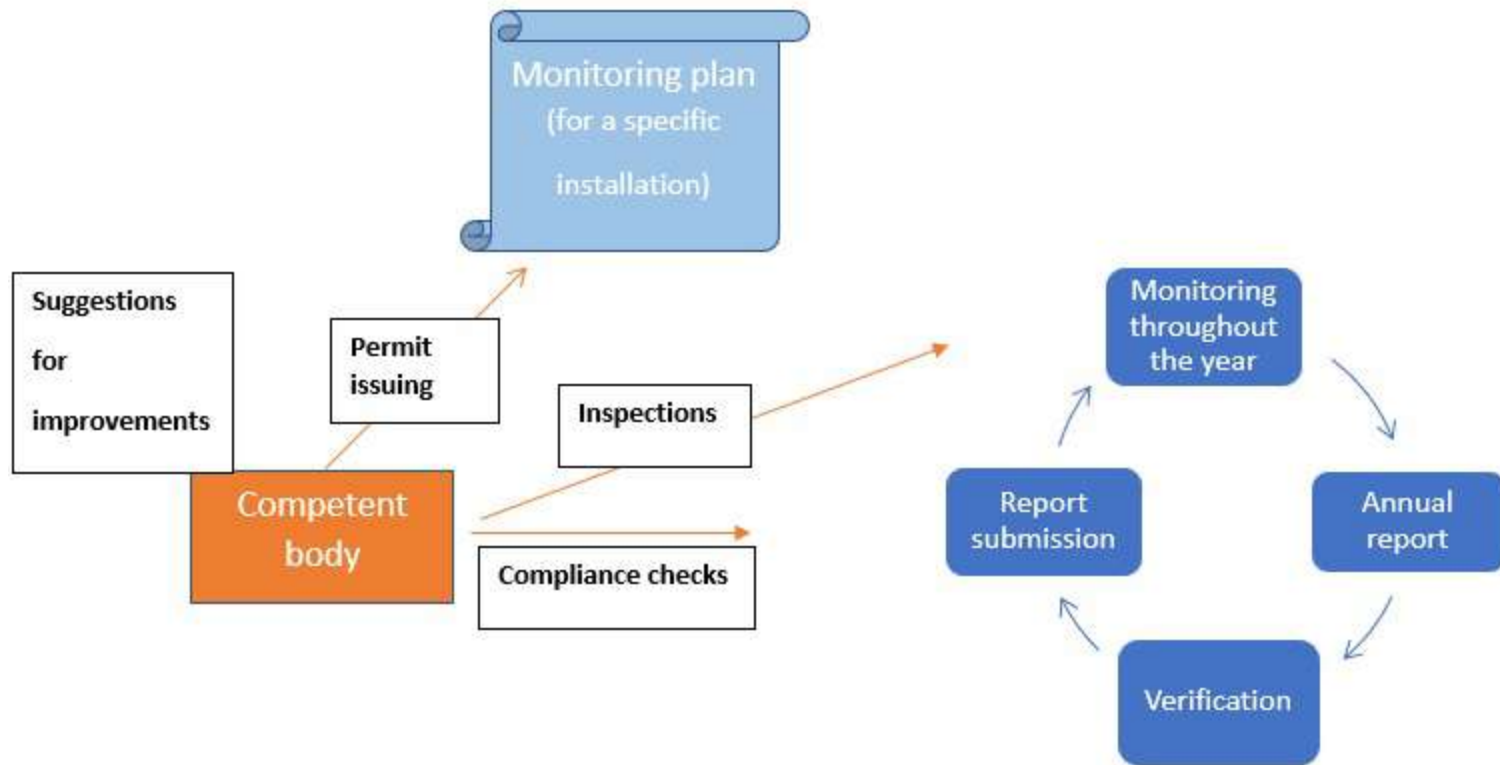 Monitoring plan
(for a specific
installation)
Suggestions
for
improvements
Permit
issuing
Inspections
Competent
body
Compliance checks
Monitoring
throughout
the year
Annual
report
Verification
Report
submission